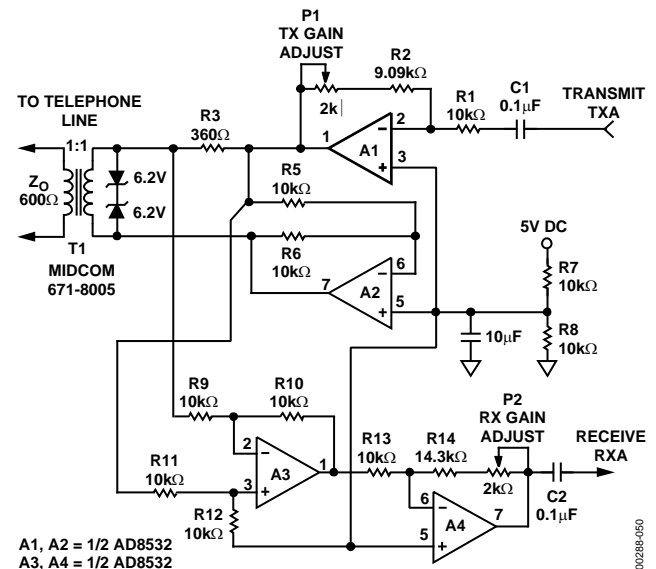 P1
TX GAIN
ADJUST
2k
R2
9.09kΩ
R1
10kΩ
C1
0.1µF
TRANSMIT
TXA
TO TELEPHONE
LINE
1:1
ZO
600Ω
T1
MIDCOM
671-8005
6.2V
6.2V
R3
360Ω
1
A1
2
3
R5
10kΩ
R6
10kΩ
7
A2
6
5
5V DC
R7
10kΩ
R8
10kΩ
10µF
R9
10kΩ
R10
10kΩ
R11
10kΩ
R12
10kΩ
2
3
A3
1
R13
10kΩ
R14
14.3kΩ
P2
RX GAIN
ADJUST
2kΩ
6
5
A4
7
RECEIVE
RXA
C2
0.1µF
A1, A2 = 1/2 AD8532
A3, A4 = 1/2 AD8532
00288-050